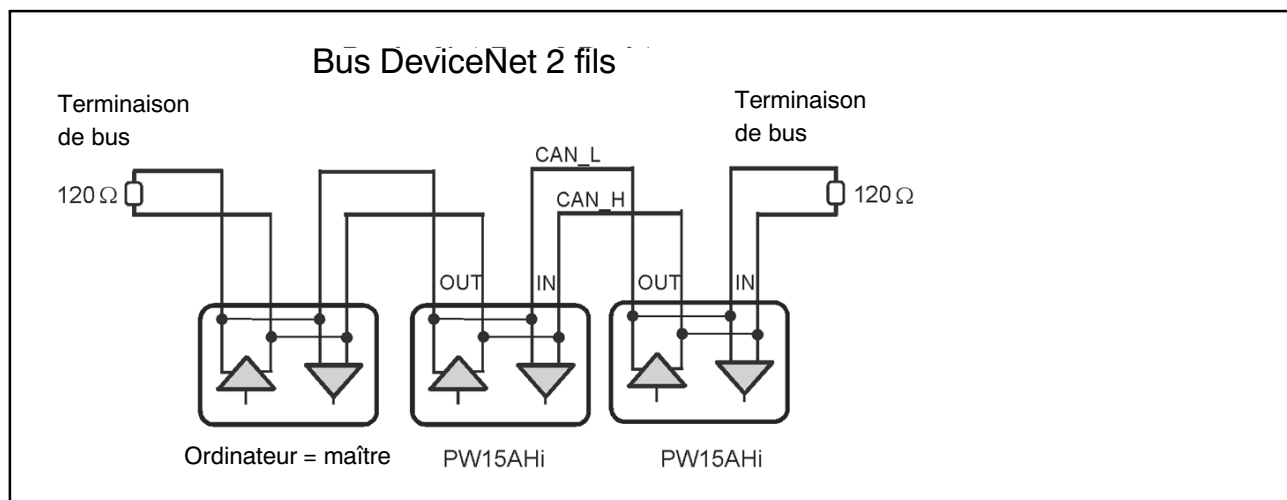 Bus DeviceNet 2 fils
Terminaison
de bus
Terminaison
de bus
CAN_L
CAN_H
120 Ω
120 Ω
OUT
IN
OUT
IN
Ordinateur = maître
PW15AHi
PW15AHi